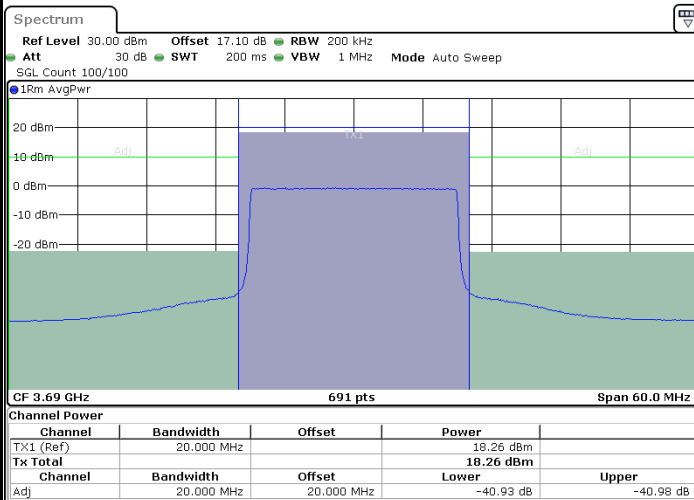 Spectrum
Ref Level 30.00 dBm Offset 17.10 dB RBW 200 kHz
Att 30 dB SWT 200 ms VBW 1 MHz Mode Auto Sweep
SGL Count 100/100
1Rm AvgPwr
20 dBm
Tx1
Adj Adj
10 dBm
0 dBm
-10 dBm
-20 dBm
CF 3.69 GHz 691 pts Span 60.0 MHz
Channel Power
Channel Bandwidth Offset Power
TX1 (Ref) 20.000 MHz 18.26 dBm
Tx Total 18.26 dBm
Channel Bandwidth Offset Lower Upper
Adj 20.000 MHz 20.000 MHz -40.93 dB -40.98 dB